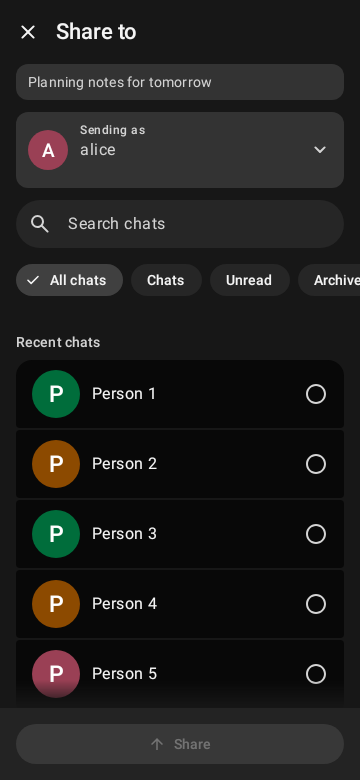 Share to
Planning notes for tomorrow
Sending as
A
alice
Search chats
All chats
Chats
Unread
Archive
Recent chats
P
Person 1
P
Person 2
P
Person 3
P
Person 4
P
Person 5
Share